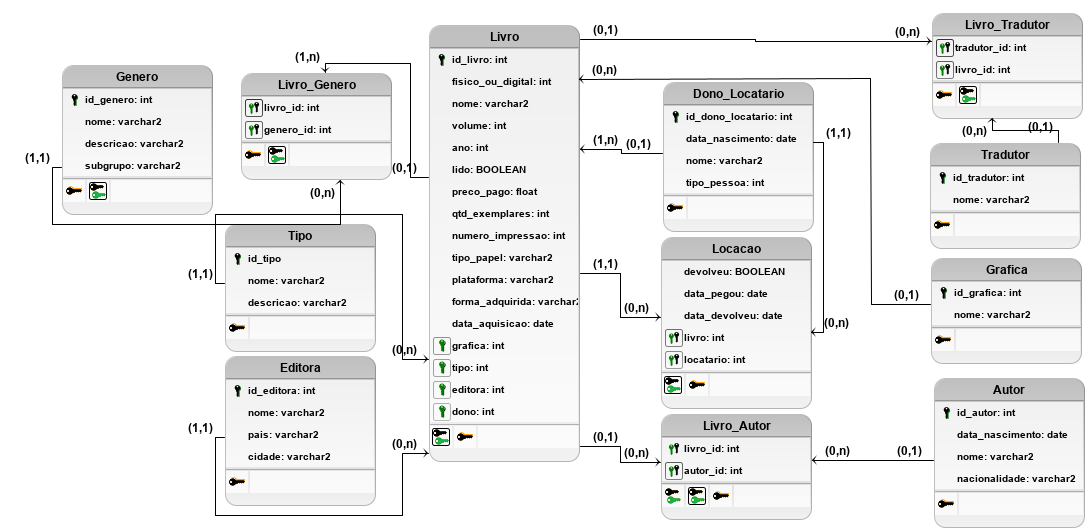 Genero
id_genero: int
nome: varchar2
descricao: varchar2
subgrupo: varchar2
(1,1)
(1,n)
Livro_Genero
livro_id: int
genero_id: int
(0,n)
(0,1)
Tipo
id_tipo
nome: varchar2
descricao: varchar2
(1,1)
(0,n)
Editora
id_editora: int
nome: varchar2
pais: varchar2
cidade: varchar2
(1,1)
(0,n)
Livro
id_livro: int
fisico_ou_digital: int
nome: varchar2
volume: int
ano: int
lido: BOOLEAN
preco_pago: float
qtd_exemplares: int
numero_impressao: int
tipo_papel: varchar2
plataforma: varchar2
forma_adquirida: varchar2
data_aquisicao: date
grafica: int
tipo: int
editora: int
dono: int
(0,1)
(0,n)
(0,n)
(1,n)
(0,1)
(1,1)
(0,n)
(0,1)
(0,n)
Dono_Locatario
id_dono_locatario: int
data_nascimento: date
nome: varchar2
tipo_pessoa: int
(1,1)
(0,n)
Locacao
devolveu: BOOLEAN
data_pegou: date
data_devolveu: date
livro: int
locatario: int
Livro_Autor
livro_id: int
autor_id: int
(0,n)
(0,1)
Livro_Tradutor
tradutor_id: int
livro_id: int
(0,n)
(0,1)
Tradutor
id_tradutor: int
nome: varchar2
Grafica
id_grafica: int
nome: varchar2
(0,1)
Autor
id_autor: int
data_nascimento: date
nome: varchar2
nacionalidade: varchar2